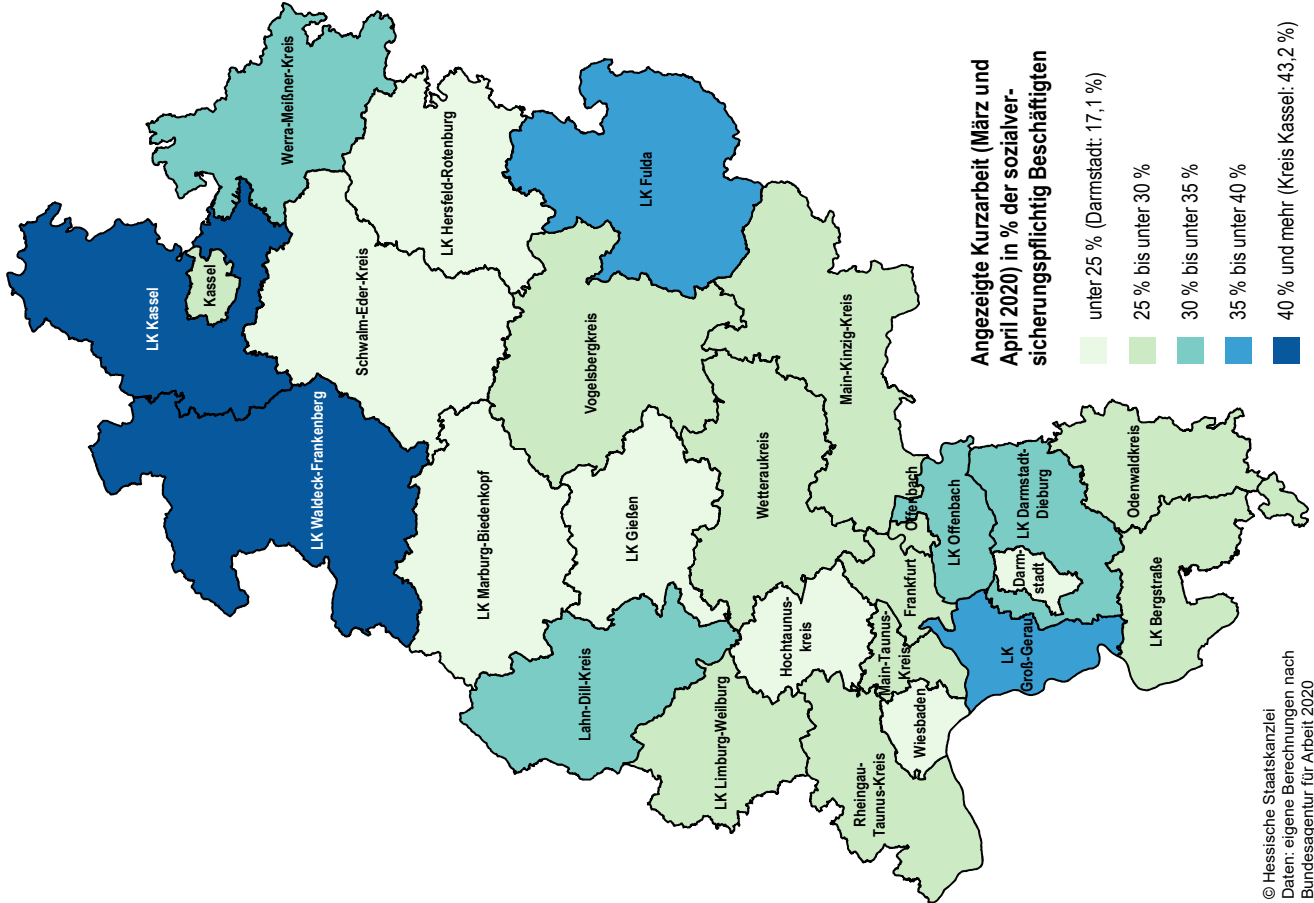 Werra-Meißner-Kreis
LK Kassel
Kassel
LK Waldeck-Frankenberg
Schwalm-Eder-Kreis
LK Hersfeld-Rotenburg
LK Marburg-Biedenkopf
LK Fulda
Vogelsbergkreis
LK Gießen
Lahn-Dill-Kreis
Wetteraukreis
Main-Kinzig-Kreis
LK Limburg-Weilburg
Hochtaunus-
kreis
Rheingau-
Taunus-Kreis
Main-Taunus-
Kreis
Wiesbaden
Frankfurt
Offenbach
LK Offenbach
LK
Groß-Gerau
Darm-
stadt
LK Darmstadt-
Dieburg
LK Bergstraße
Odenwaldkreis
Angezeigte Kurzarbeit (März und
April 2020) in % der sozialver-
sicherungspflichtig Beschäftigten
unter 25 % (Darmstadt: 17,1 %)
25 % bis unter 30 %
30 % bis unter 35 %
35 % bis unter 40 %
40 % und mehr (Kreis Kassel: 43,2 %)
© Hessische Staatskanzlei
Daten: eigene Berechnungen nach
Bundesagentur für Arbeit 2020